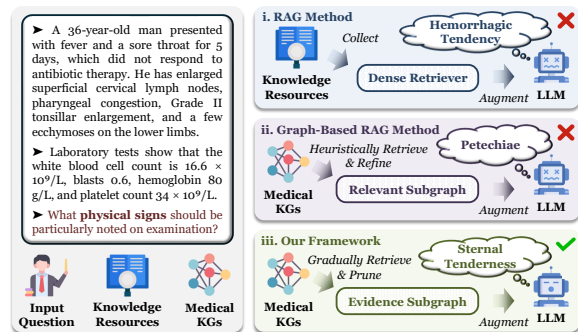 ➤ A 36-year-old man presented
with fever and a sore throat for 5
days, which did not respond to
antibiotic therapy. He has enlarged
superficial cervical lymph nodes,
pharyngeal congestion, Grade II
tonsillar enlargement, and a few
ecchymoses on the lower limbs.
➤ Laboratory tests show that the
white blood cell count is 16.6 ×
10⁹/L, blasts 0.6, hemoglobin 80
g/L, and platelet count 34 × 10⁹/L.
➤ What physical signs should be
particularly noted on examination?
Input
Question
Knowledge
Resources
Medical
KGs
i. RAG Method
Collect
Hemorrhagic
Tendency
Knowledge
Resources
Dense Retriever
Augment
LLM
ii. Graph-Based RAG Method
Heuristically Retrieve
& Refine
Petechiae
Medical
KGs
Relevant Subgraph
Augment
LLM
iii. Our Framework
Gradually Retrieve
& Prune
Sternal
Tenderness
Medical
KGs
Evidence Subgraph
Augment
LLM